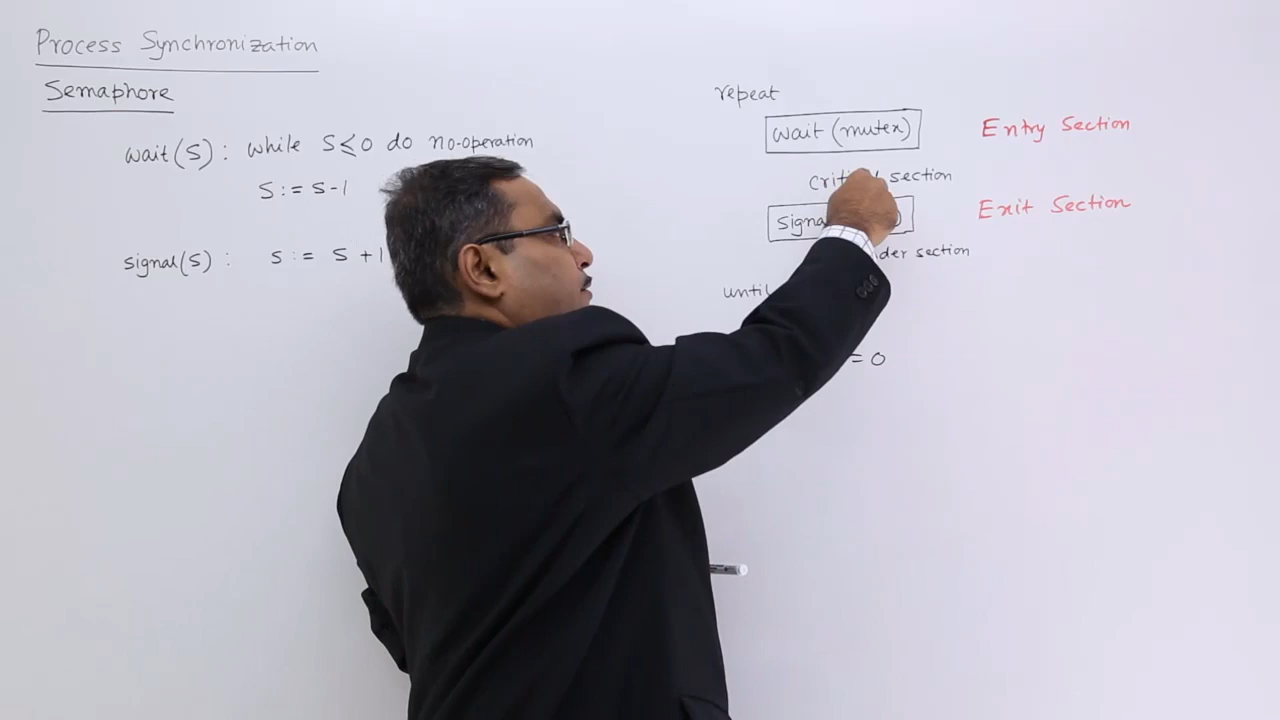 Process Synchronization
Semaphore
wait(S) : while S ≤ 0 do no-operation
S := S-1
signal(S) : S := S + 1
repeat
wait (mutex) Entry Section
section
Exit Section
section
until
= 0